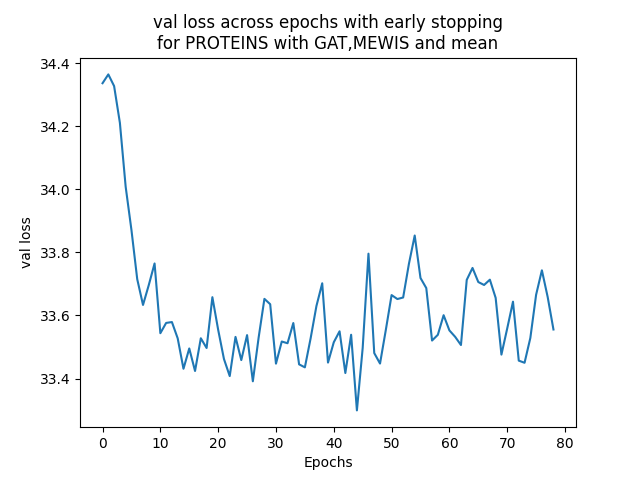 val loss across epochs with early stopping
for PROTEINS with GAT,MEWIS and mean
34.4
34.2
34.0
33.8
33.6
33.4
val loss
0 10 20 30 40 50 60 70 80
Epochs